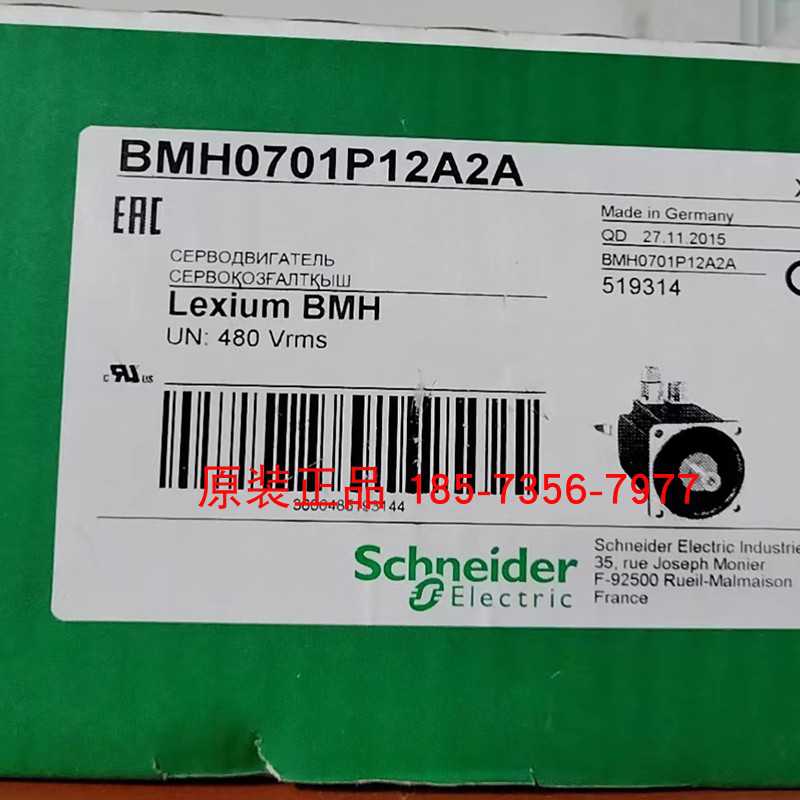 BMH0701P12A2A
EAC
СЕРВОДВИГАТЕЛЬ
СЕРВОҚОЗҒАЛТҚЫШ
Lexium BMH
UN: 480 Vrms
Made in Germany
QD 27.11.2015
BMH0701P12A2A
519314
c RU us
原装正品 185-7356-7977
Schneider
Electric
Schneider Electric Industrie
35, rue Joseph Monier
F-92500 Rueil-Malmaison
France